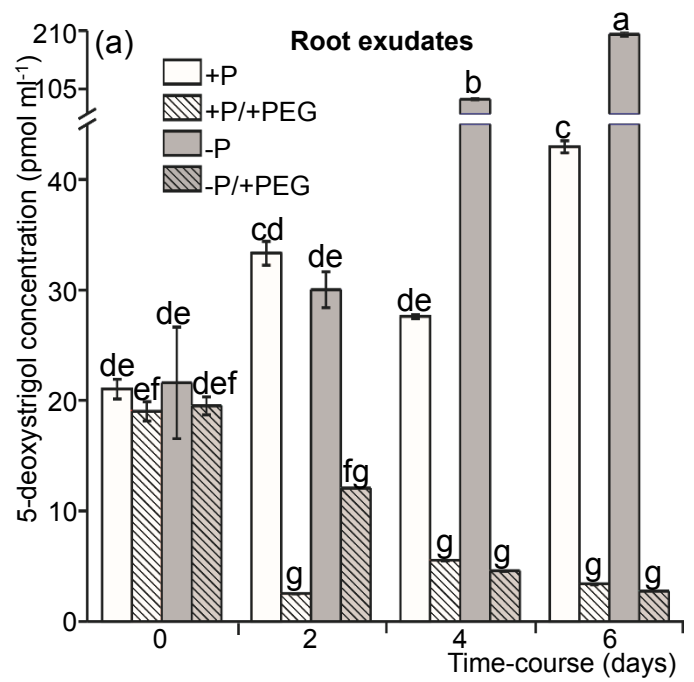 210
(a)
Root exudates
a
105
+P
b
+P/+PEG
-P
c
-P/+PEG
5-deoxystrigol concentration (pmol ml-1)
40
cd
de
30
de
de
de
ef
def
20
fg
10
g
g
g
g
g
0
0
2
4
6
Time-course (days)